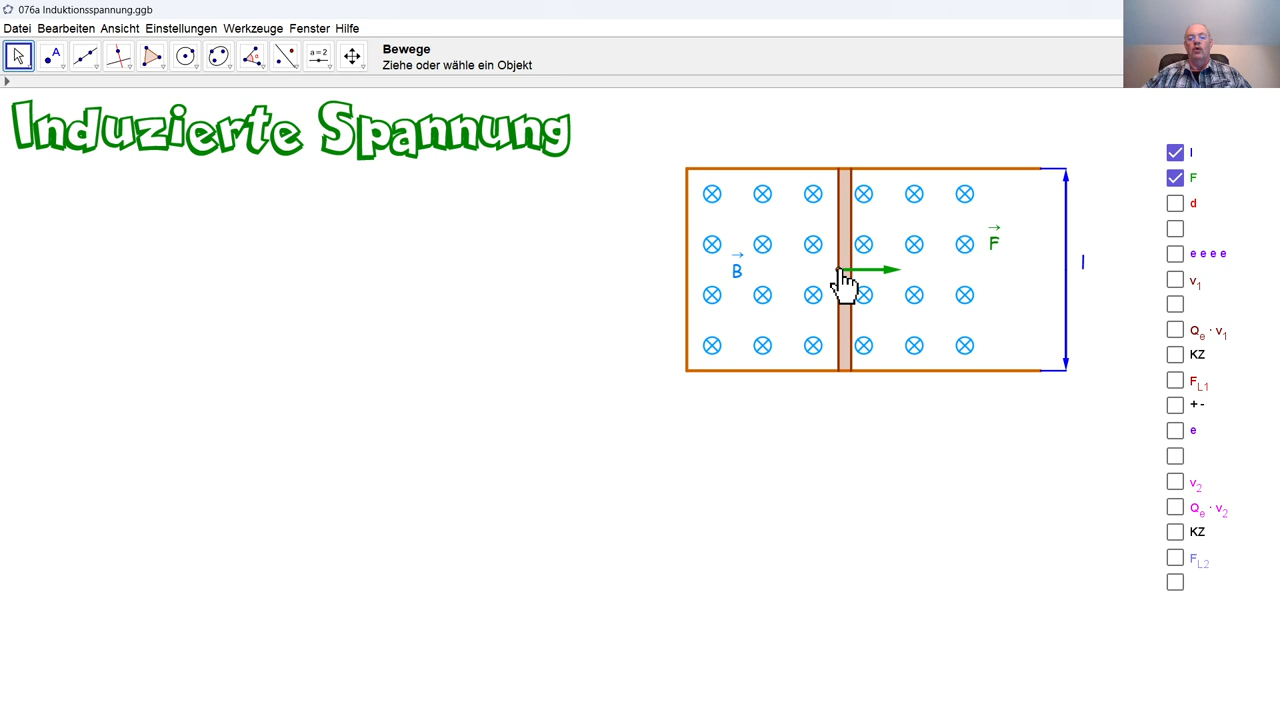 076a Induktionsspannung.ggb
Datei Bearbeiten Ansicht Einstellungen Werkzeuge Fenster Hilfe
A
a=2
Bewege
Ziehe oder wähle ein Objekt
Induzierte Spannung
B
F
l
l
F
d
e e e e
v1
Qe · v1
KZ
FL1
+ -
e
v2
Qe · v2
KZ
FL2